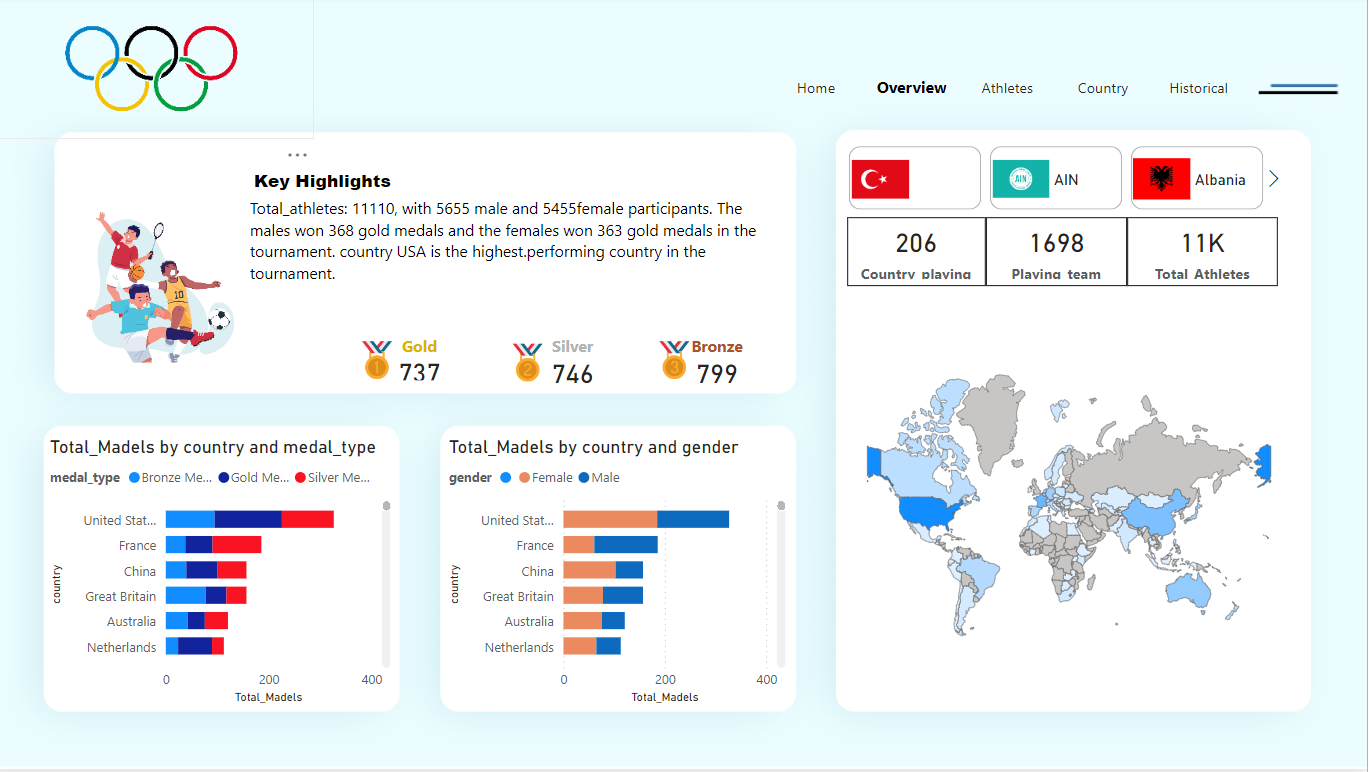 Home Overview Athletes Country Historical
Key Highlights
Total_athletes: 11110, with 5655 male and 5455female participants. The
males won 368 gold medals and the females won 363 gold medals in the
tournament. country USA is the highest.performing country in the
tournament.
1 Gold
737
2 Silver
746
3 Bronze
799
AIN AIN
Albania
206
Country playing
1698
Playing team
11K
Total Athletes
10
Total_Madels by country and medal_type
medal_type Bronze Me... Gold Me... Silver Me...
country
United Stat...
France
China
Great Britain
Australia
Netherlands
0 200 400
Total_Madels
Total_Madels by country and gender
gender Female Male
country
United Stat...
France
China
Great Britain
Australia
Netherlands
0 200 400
Total_Madels